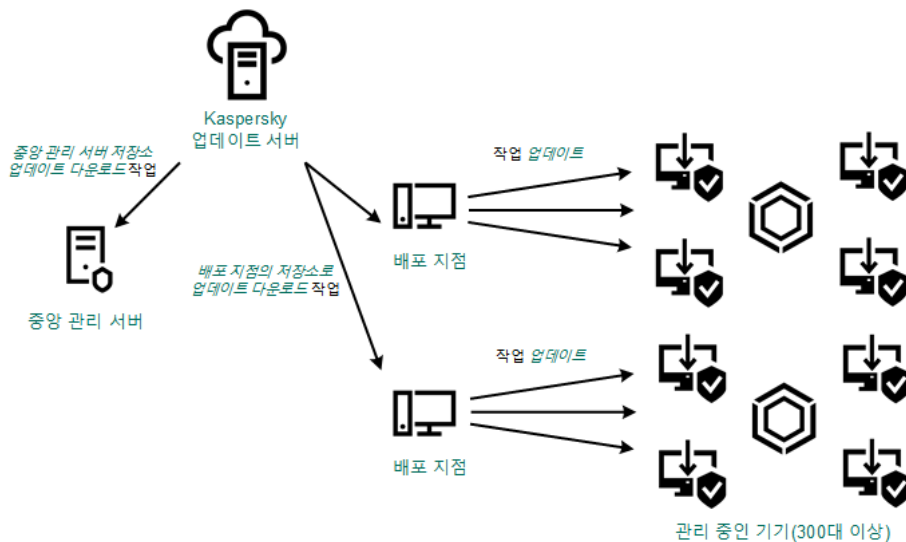 Kaspersky
업데이트 서버
중앙 관리 서버 저장소
업데이트 다운로드 작업
중앙 관리 서버
배포 지점의 저장소로
업데이트 다운로드 작업
작업 업데이트
배포 지점
작업 업데이트
배포 지점
관리 중인 기기(300대 이상)